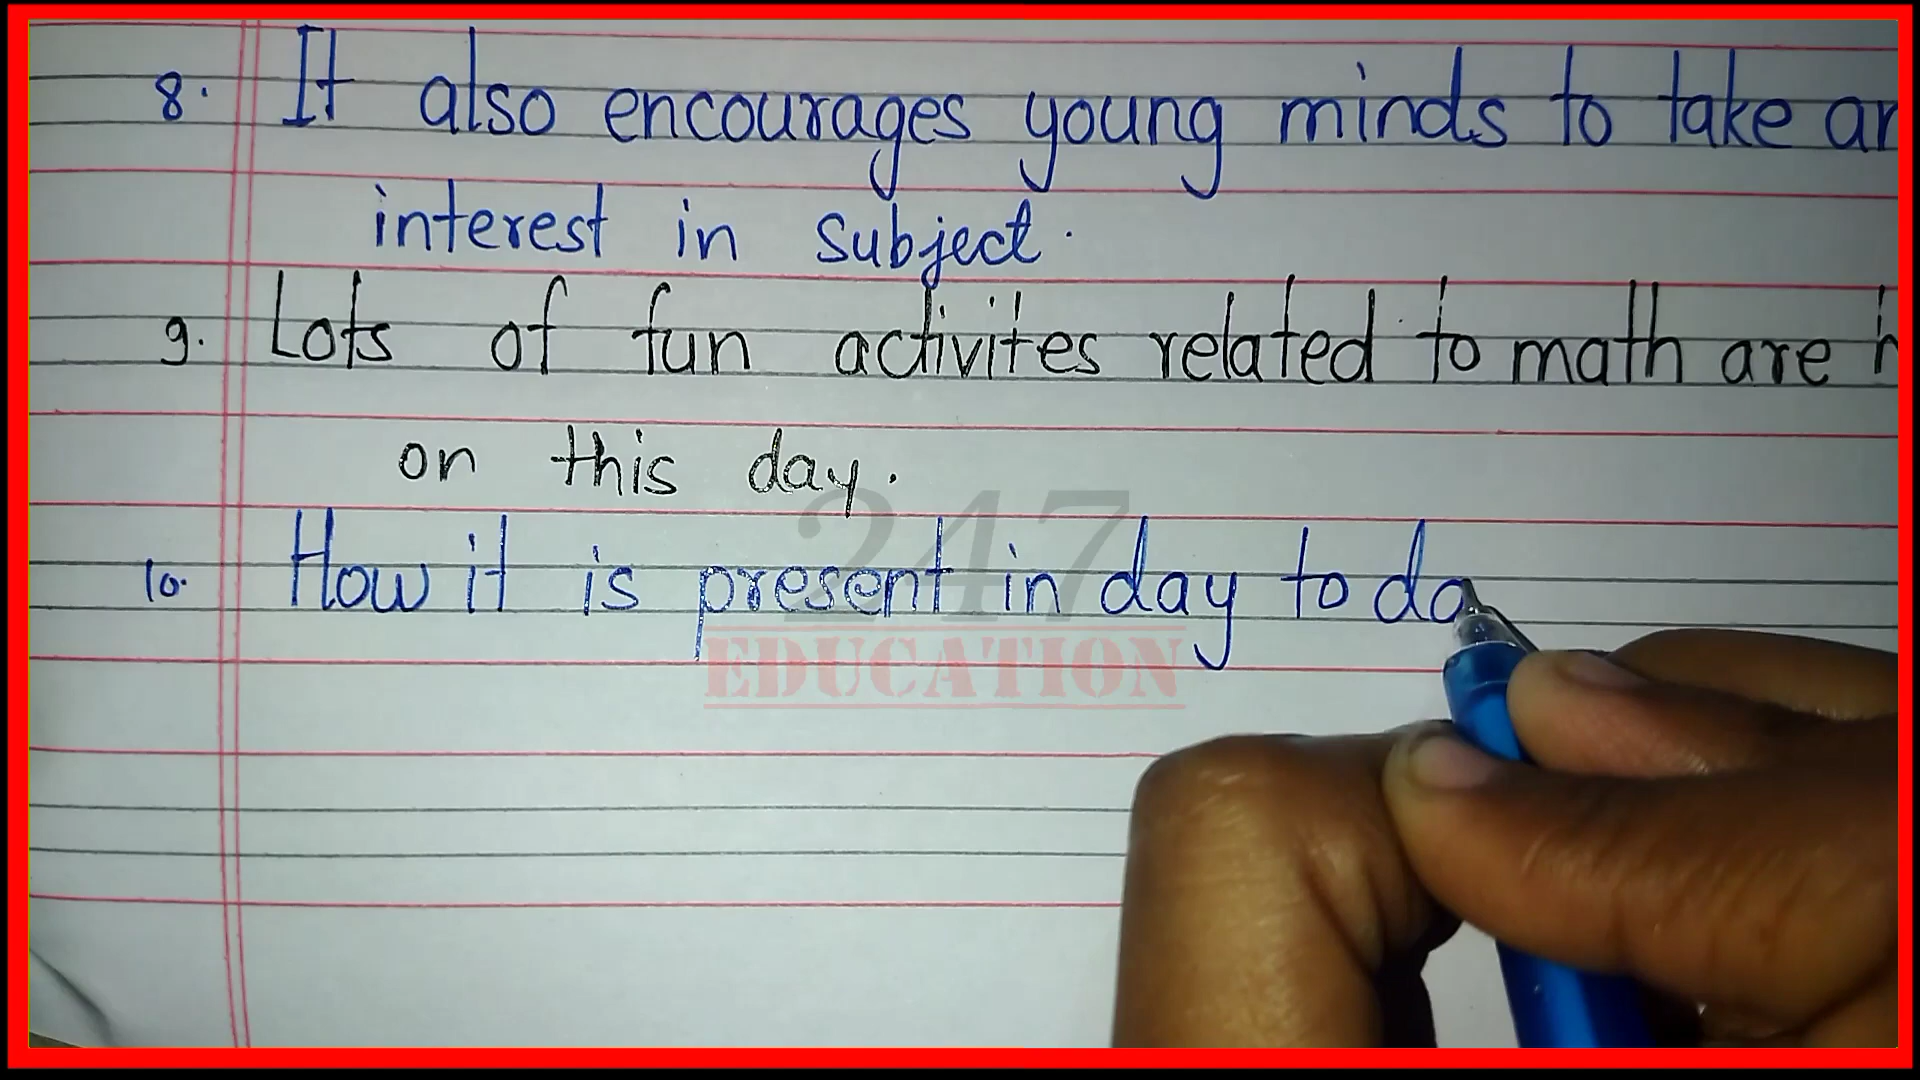 8. It also encourages young minds to take an
interest in subject.
9. Lots of fun activites related to math are h
on this day.
10. How it is present in day to da
247
EDUCATION